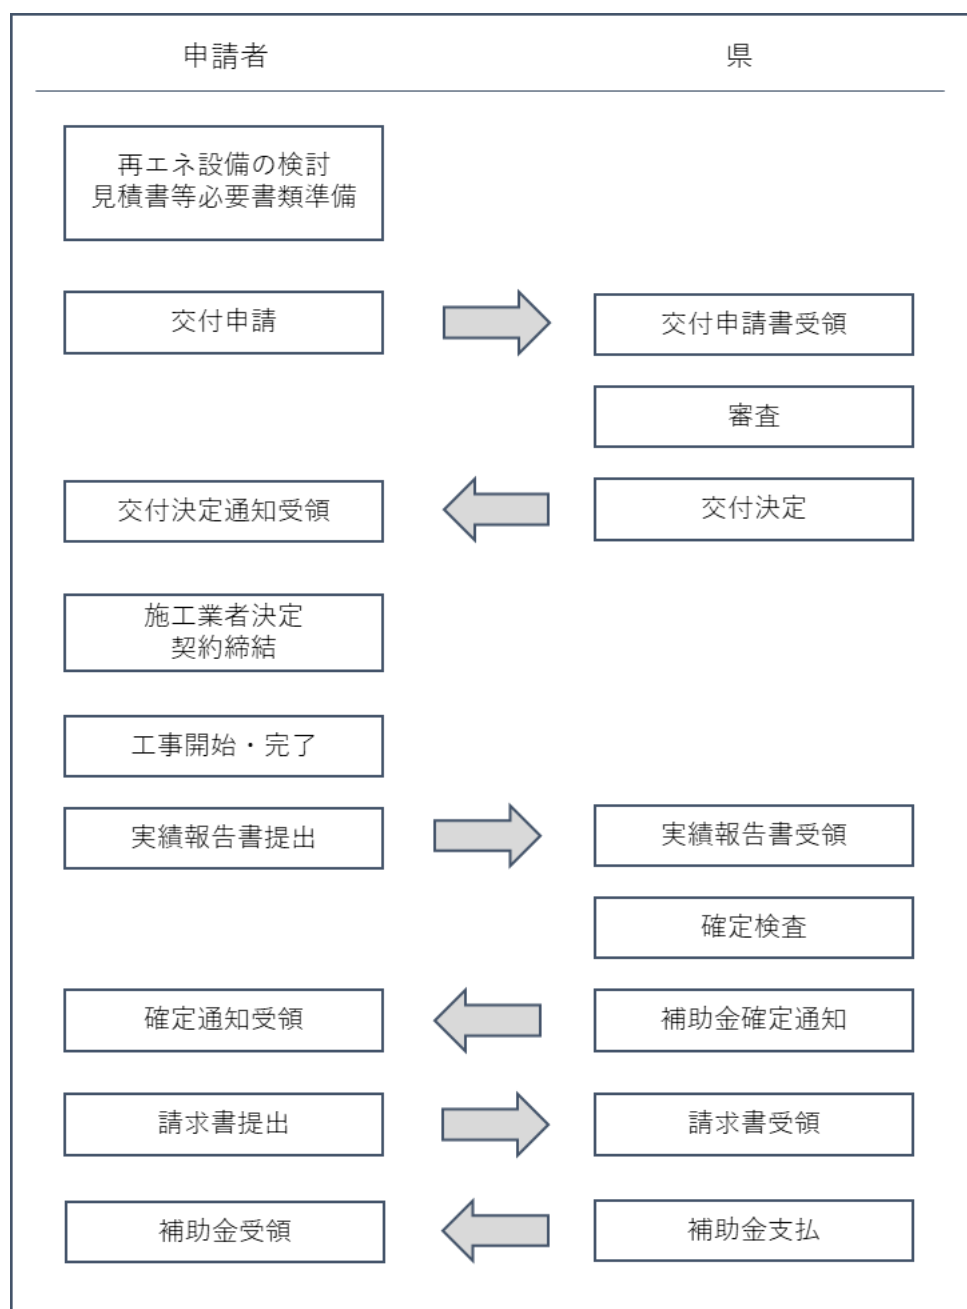 申請者
県
再エネ設備の検討
見積書等必要書類準備
交付申請
交付申請書受領
審査
交付決定
交付決定通知受領
施工業者決定
契約締結
工事開始・完了
実績報告書提出
実績報告書受領
確定検査
補助金確定通知
確定通知受領
請求書提出
請求書受領
補助金支払
補助金受領